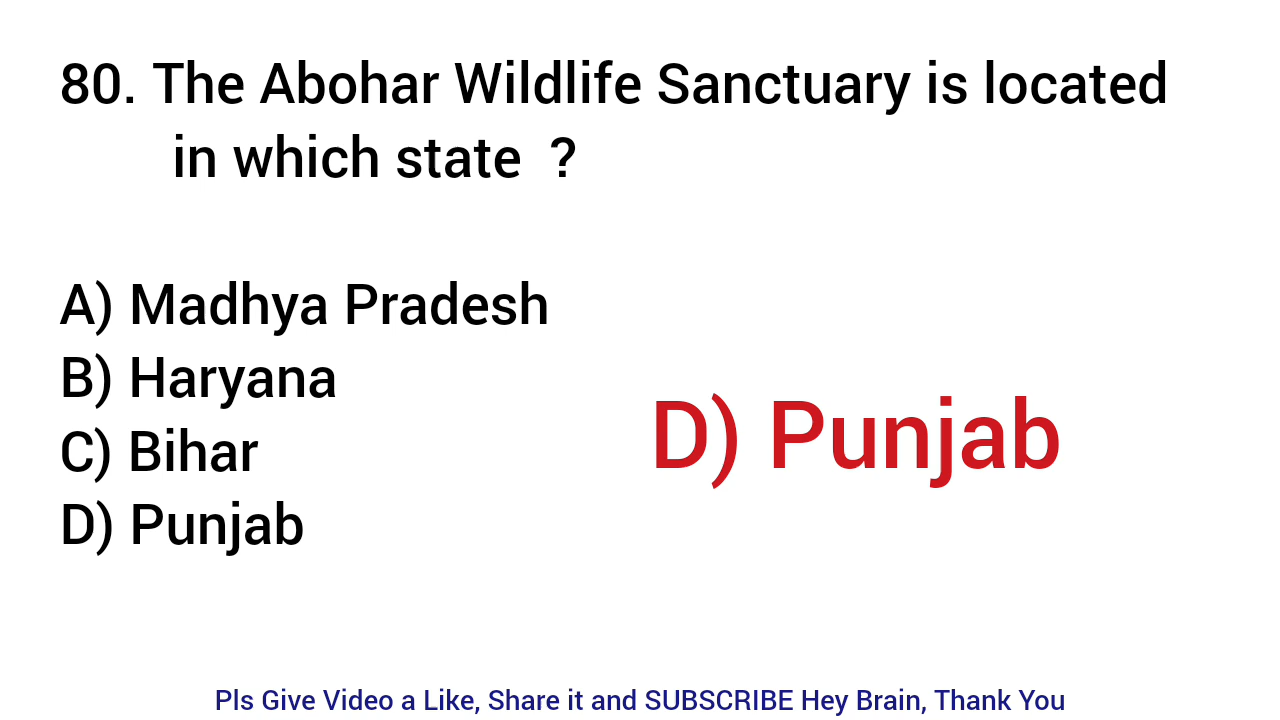 80. The Abohar Wildlife Sanctuary is located
in which state ?
A) Madhya Pradesh
B) Haryana
C) Bihar
D) Punjab
D) Punjab
Pls Give Video a Like, Share it and SUBSCRIBE Hey Brain, Thank You